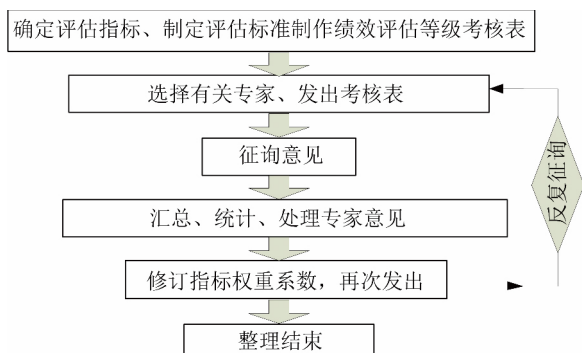 确定评估指标、制定评估标准制作绩效评估等级考核表
选择有关专家、发出考核表
征询意见
汇总、统计、处理专家意见
修订指标权重系数，再次发出
整理结束
反复征询